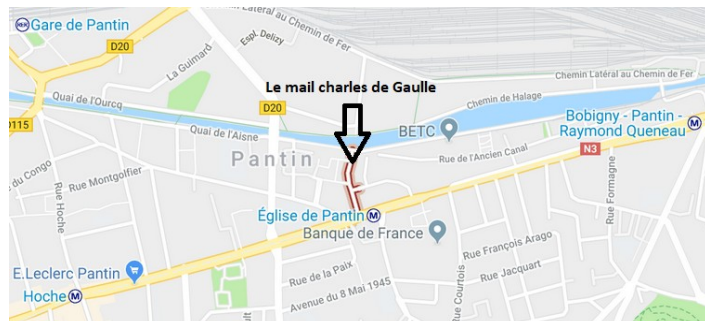 Gare de Pantin
Latéral au Chemin de Fer
Espl. Delizy
D20
La Guimard
Le mail charles de Gaulle
Chemin Latéral au Chemin de Fer
Quai de l'Ourcq
D20
Chemin de Halage
D115
Quai de l'Aisne
BETC
Bobigny - Pantin -
Raymond Queneau
Pantin
N3
Rue de l'Ancien Canal
du Congo
Rue Montgolfier
Rue Hoche
Rue Formagne
Église de Pantin
Banque de France
Rue François Arago
E.Leclerc Pantin
Rue de la Paix
Rue Jacquart
Hoche
Avenue du 8 Mai 1945
Rue Courtois